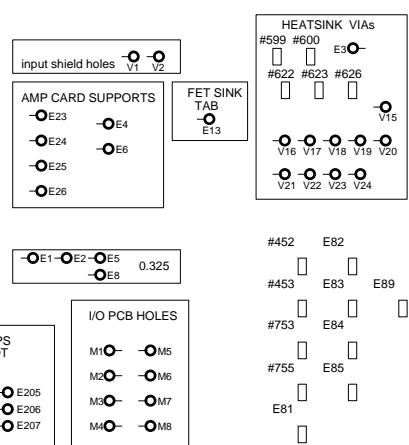 HEATSINK VIAs
#599 #600
E3
#622 #623 #626
V15
V16 V17 V18 V19 V20
V21 V22 V23 V24
input shield holes V1 V2
AMP CARD SUPPORTS
E23
E4
E24
E6
E25
E26
FET SINK
TAB
E13
E1 E2 E5
E8
0.325
#452 E82
#453 E83 E89
#753 E84
#755 E85
E81
I/O PCB HOLES
M1 M5
M2 M6
M3 M7
M4 M8
PS
OT
E205
E206
E207